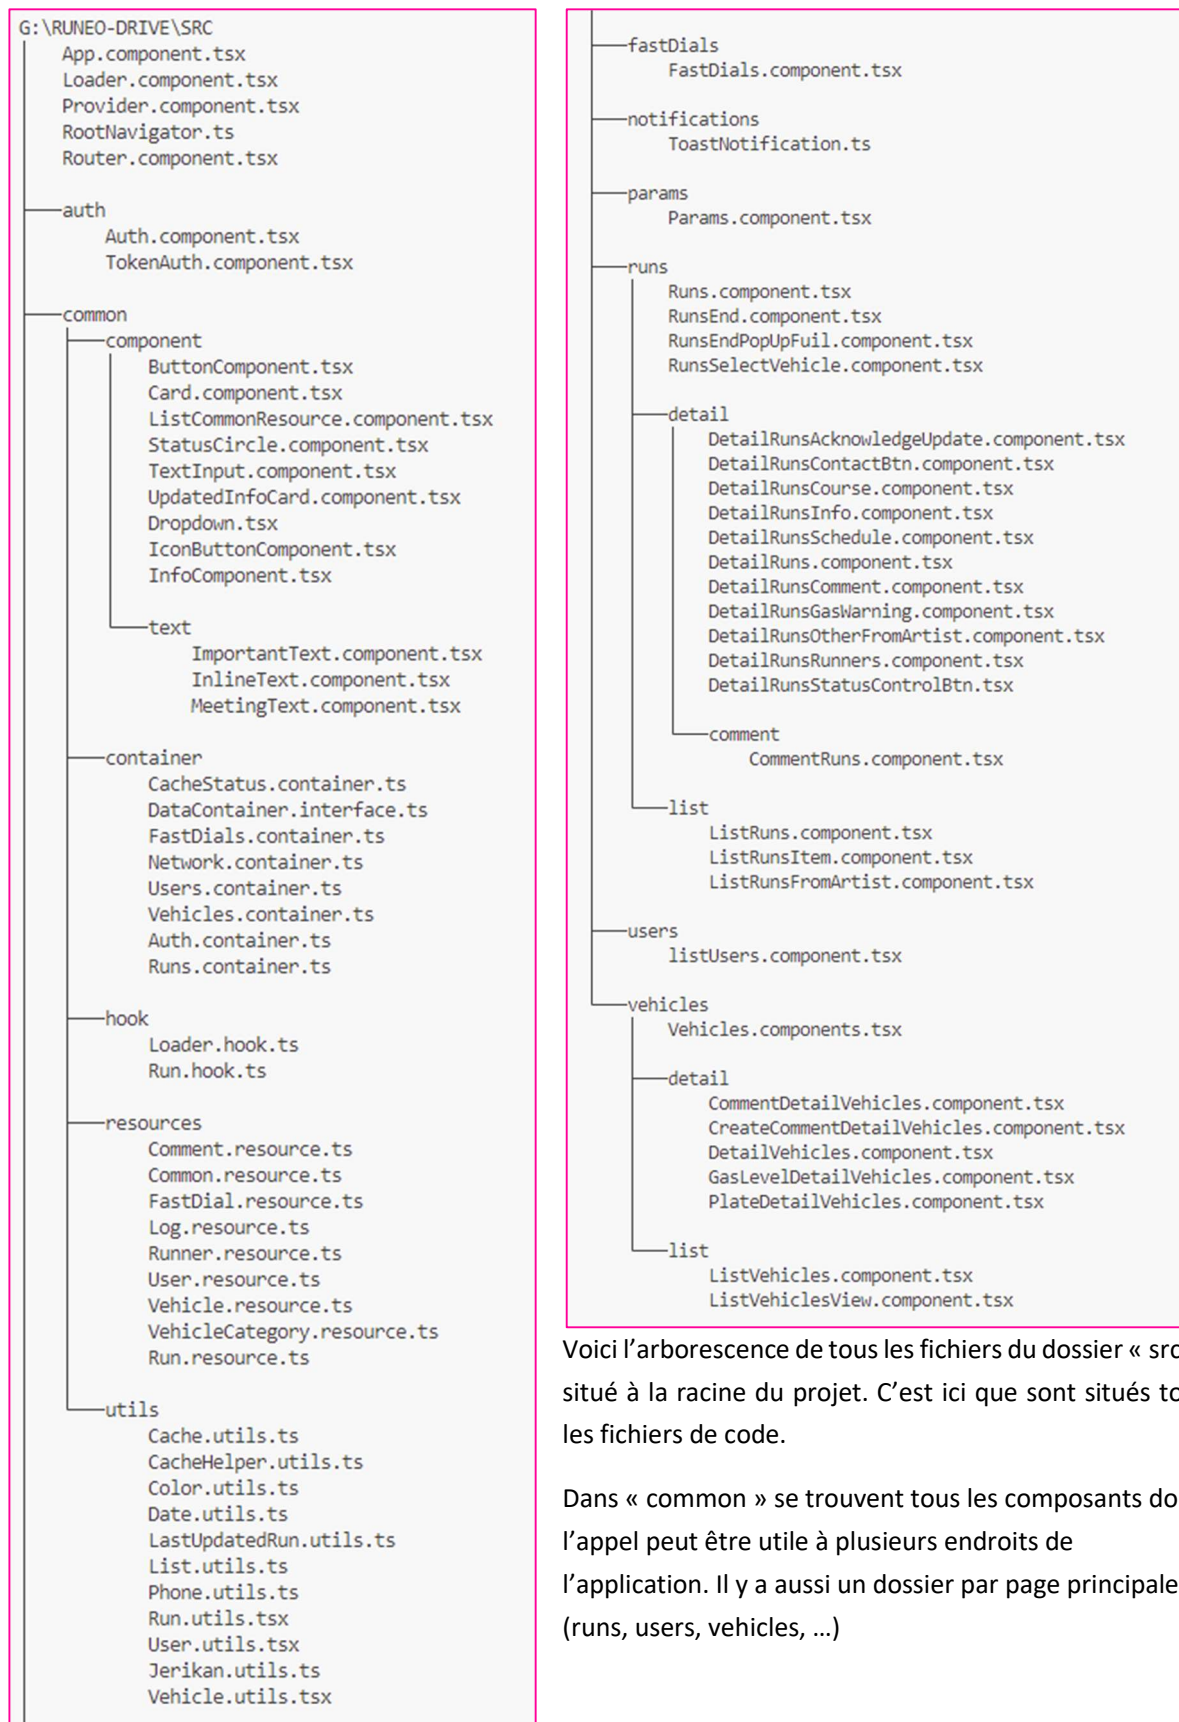 G:\RUNEO-DRIVE\SRC
App.component.tsx
Loader.component.tsx
Provider.component.tsx
RootNavigator.ts
Router.component.tsx
auth
Auth.component.tsx
TokenAuth.component.tsx
common
component
ButtonComponent.tsx
Card.component.tsx
ListCommonResource.component.tsx
StatusCircle.component.tsx
TextInput.component.tsx
UpdatedInfoCard.component.tsx
Dropdown.tsx
IconButtonComponent.tsx
InfoComponent.tsx
text
ImportantText.component.tsx
InlineText.component.tsx
MeetingText.component.tsx
container
CacheStatus.container.ts
DataContainer.interface.ts
FastDials.container.ts
Network.container.ts
Users.container.ts
Vehicles.container.ts
Auth.container.ts
Runs.container.ts
hook
Loader.hook.ts
Run.hook.ts
resources
Comment.resource.ts
Common.resource.ts
FastDial.resource.ts
Log.resource.ts
Runner.resource.ts
User.resource.ts
Vehicle.resource.ts
VehicleCategory.resource.ts
Run.resource.ts
utils
Cache.utils.ts
CacheHelper.utils.ts
Color.utils.ts
Date.utils.ts
LastUpdatedRun.utils.ts
List.utils.ts
Phone.utils.ts
Run.utils.tsx
User.utils.tsx
Jerikan.utils.ts
Vehicle.utils.tsx
fastDials
FastDials.component.tsx
notifications
ToastNotification.ts
params
Params.component.tsx
runs
Runs.component.tsx
RunsEnd.component.tsx
RunsEndPopUpFuil.component.tsx
RunsSelectVehicle.component.tsx
detail
DetailRunsAcknowledgeUpdate.component.tsx
DetailRunsContactBtn.component.tsx
DetailRunsCourse.component.tsx
DetailRunsInfo.component.tsx
DetailRunsSchedule.component.tsx
DetailRuns.component.tsx
DetailRunsComment.component.tsx
DetailRunsGasWarning.component.tsx
DetailRunsOtherFromArtist.component.tsx
DetailRunsRunners.component.tsx
DetailRunsStatusControlBtn.tsx
comment
CommentRuns.component.tsx
list
ListRuns.component.tsx
ListRunsItem.component.tsx
ListRunsFromArtist.component.tsx
users
listUsers.component.tsx
vehicles
Vehicles.components.tsx
detail
CommentDetailVehicles.component.tsx
CreateCommentDetailVehicles.component.tsx
DetailVehicles.component.tsx
GasLevelDetailVehicles.component.tsx
PlateDetailVehicles.component.tsx
list
ListVehicles.component.tsx
ListVehiclesView.component.tsx
Voici l’arborescence de tous les fichiers du dossier « src
situé à la racine du projet. C’est ici que sont situés
les fichiers de code.
Dans « common » se trouvent tous les composants
l’appel peut être utile à plusieurs endroits de
l’application. Il y a aussi un dossier par page principale
(runs, users, vehicles, …)